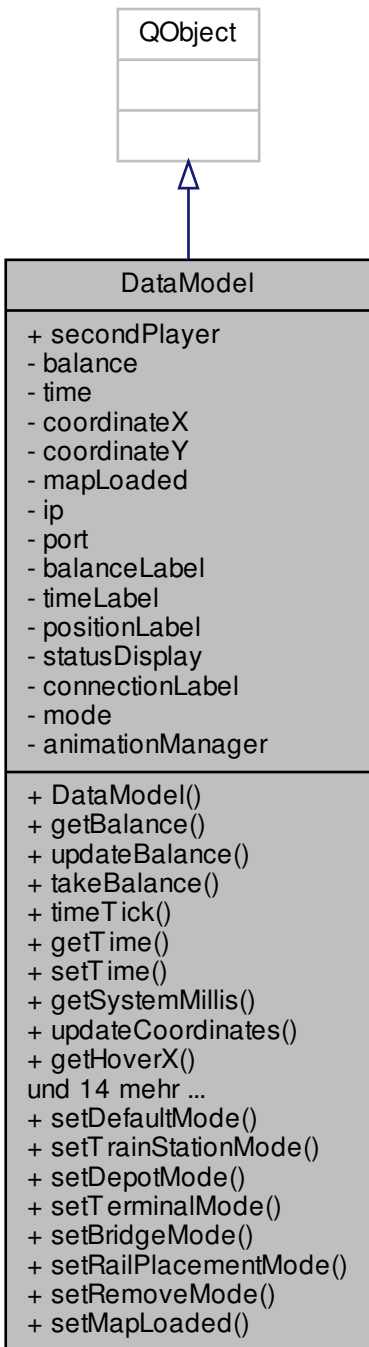 QObject
DataModel
+ secondPlayer
- balance
- time
- coordinateX
- coordinateY
- mapLoaded
- ip
- port
- balanceLabel
- timeLabel
- positionLabel
- statusDisplay
- connectionLabel
- mode
- animationManager
+ DataModel()
+ getBalance()
+ updateBalance()
+ takeBalance()
+ timeTick()
+ getTime()
+ setTime()
+ getSystemMillis()
+ updateCoordinates()
+ getHoverX()
und 14 mehr ...
+ setDefaultMode()
+ setTrainStationMode()
+ setDepotMode()
+ setTerminalMode()
+ setBridgeMode()
+ setRailPlacementMode()
+ setRemoveMode()
+ setMapLoaded()